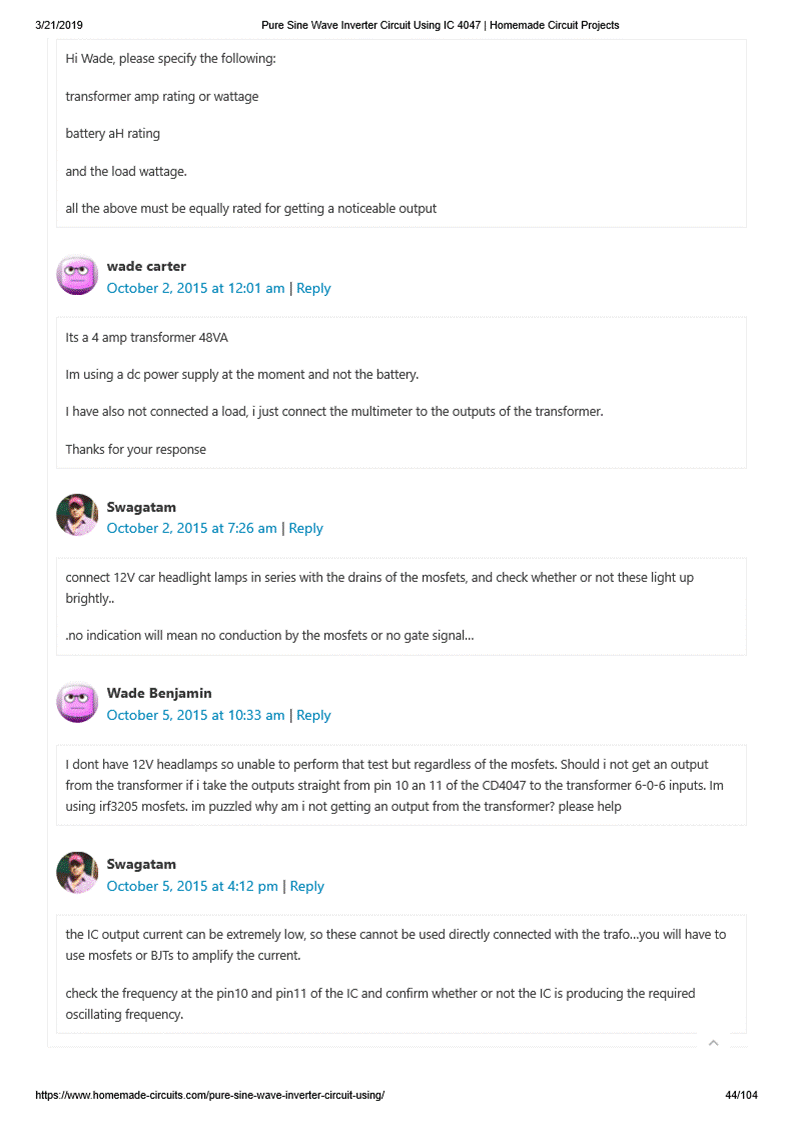 3/21/2019
Pure Sine Wave Inverter Circuit Using IC 4047 | Homemade Circuit Projects
Hi Wade, please specify the following:
transformer amp rating or wattage
battery aH rating
and the load wattage.
all the above must be equally rated for getting a noticeable output
wade carter
October 2, 2015 at 12:01 am | Reply
Its a 4 amp transformer 48VA
Im using a dc power supply at the moment and not the battery.
I have also not connected a load, i just connect the multimeter to the outputs of the transformer.
Thanks for your response
Swagatam
October 2, 2015 at 7:26 am | Reply
connect 12V car headlight lamps in series with the drains of the mosfets, and check whether or not these light up
brightly..
.no indication will mean no conduction by the mosfets or no gate signal...
Wade Benjamin
October 5, 2015 at 10:33 am | Reply
I dont have 12V headlamps so unable to perform that test but regardless of the mosfets. Should i not get an output
from the transformer if i take the outputs straight from pin 10 an 11 of the CD4047 to the transformer 6-0-6 inputs. Im
using irf3205 mosfets. im puzzled why am i not getting an output from the transformer? please help
Swagatam
October 5, 2015 at 4:12 pm | Reply
the IC output current can be extremely low, so these cannot be used directly connected with the trafo...you will have to
use mosfets or BJTs to amplify the current.
check the frequency at the pin10 and pin11 of the IC and confirm whether or not the IC is producing the required
oscillating frequency.
https://www.homemade-circuits.com/pure-sine-wave-inverter-circuit-using/
44/104